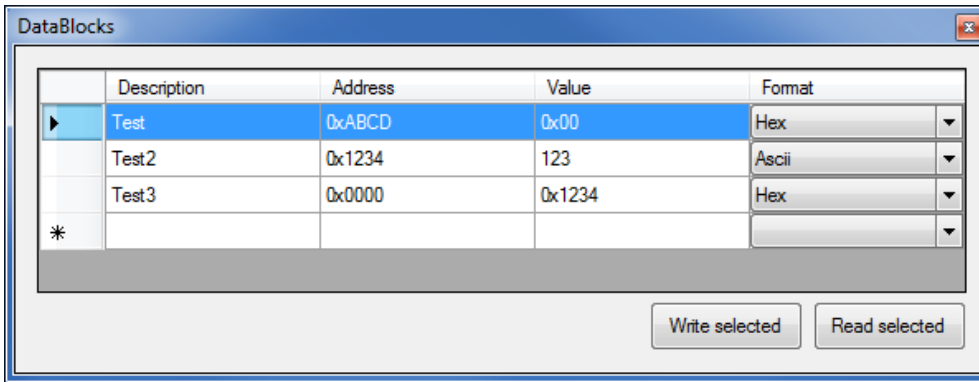 DataBlocks
Description Address Value Format
Test 0xABCD 0x00 Hex
Test2 0x1234 123 Ascii
Test3 0x0000 0x1234 Hex
Write selected Read selected